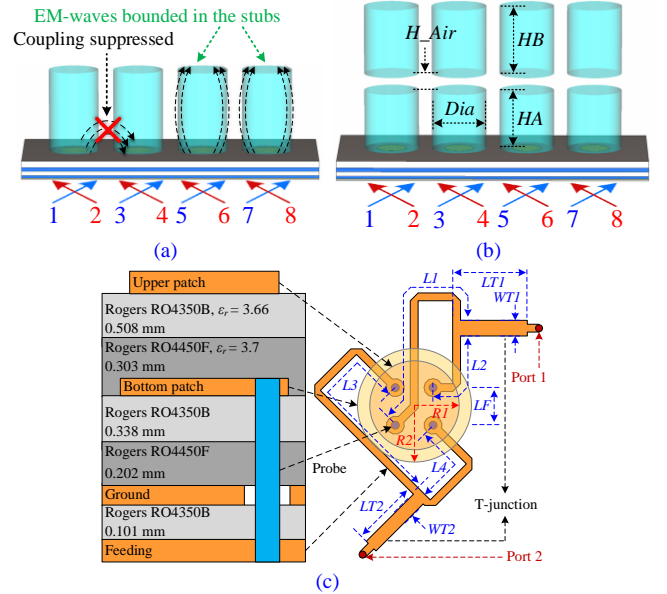 (a)
EM-waves bounded in the stubs
Coupling suppressed
1 2 3 4 5 6 7 8
(a)
(b)
H_Air
HB
Dia
HA
1 2 3 4 5 6 7 8
(b)
Upper patch
Rogers RO4350B, εr = 3.66
0.508 mm
Rogers RO4450F, εr = 3.7
0.303 mm
Bottom patch
Rogers RO4350B
0.338 mm
Rogers RO4450F
0.202 mm
Ground
Rogers RO4350B
0.101 mm
Feeding
Probe
L1
LT1
WT1
L2
Port 1
L3
R1
LF
R2
L4
T-junction
LT2
WT2
Port 2
(c)